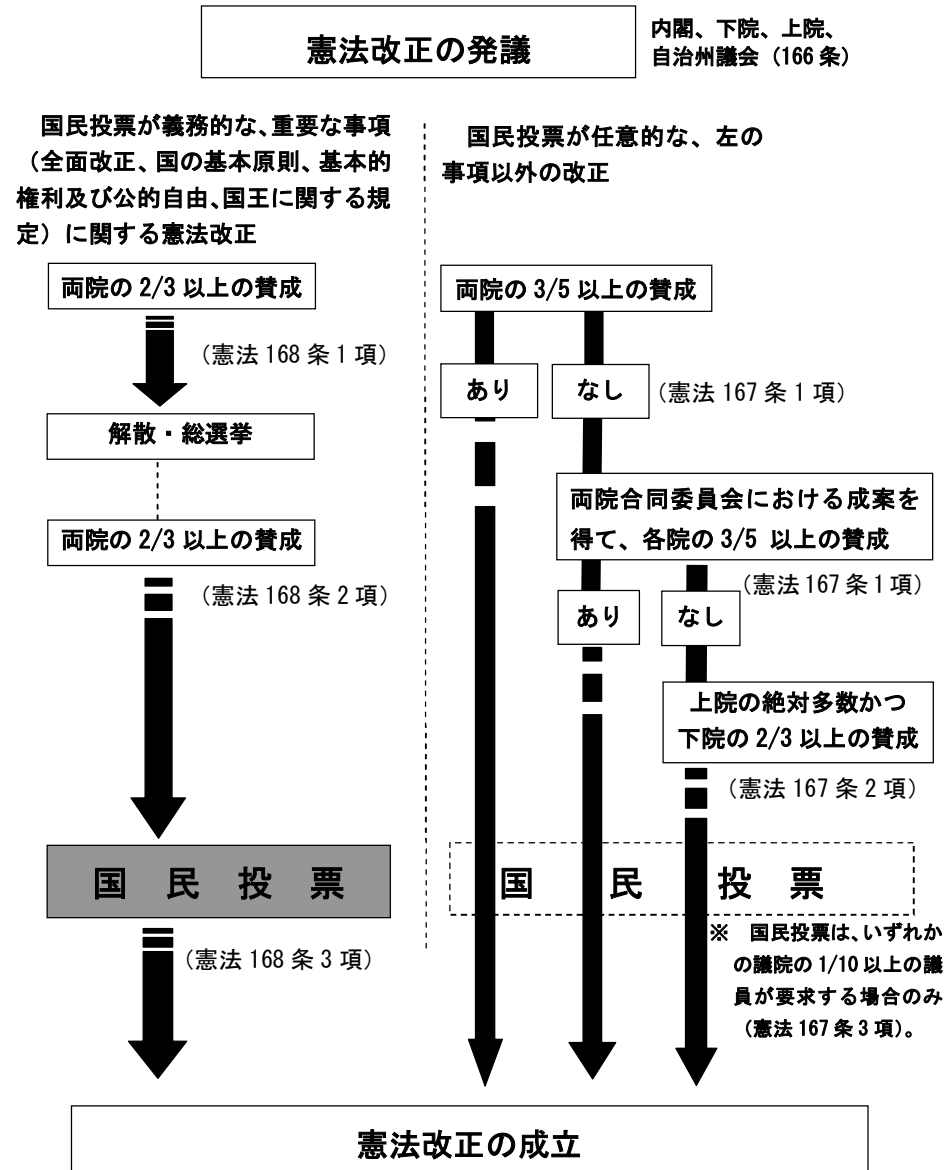 憲法改正の発議
内閣、下院、上院、
自治州議会（166 条）
国民投票が義務的な、重要な事項
（全面改正、国の基本原則、基本的
権利及び公的自由、国王に関する規
定）に関する憲法改正
国民投票が任意的な、左の
事項以外の改正
両院の 2/3 以上の賛成
（憲法 168 条 1 項）
解散・総選挙
両院の 2/3 以上の賛成
（憲法 168 条 2 項）
国民投票
（憲法 168 条 3 項）
両院の 3/5 以上の賛成
あり
なし
（憲法 167 条 1 項）
両院合同委員会における成案を
得て、各院の 3/5 以上の賛成
（憲法 167 条 1 項）
あり
なし
上院の絶対多数かつ
下院の 2/3 以上の賛成
（憲法 167 条 2 項）
国民投票
※ 国民投票は、いずれか
の議院の 1/10 以上の議
員が要求する場合のみ
（憲法 167 条 3 項）。
憲法改正の成立